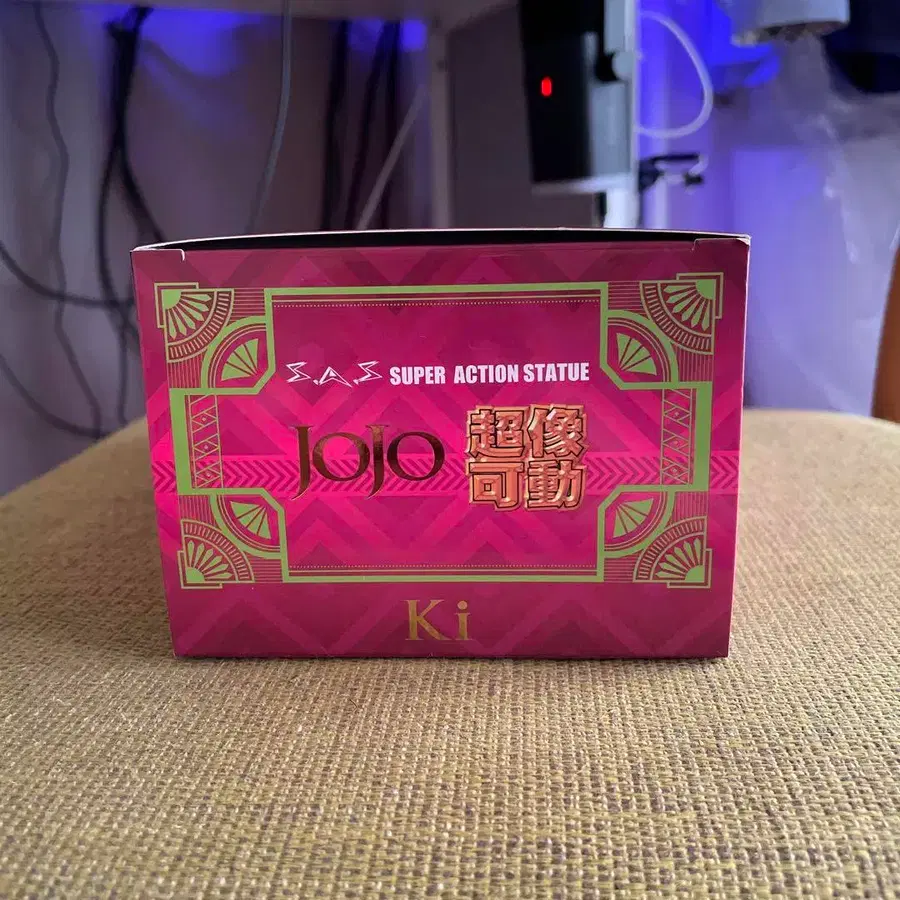 S.A.S SUPER ACTION STATUE
JOJO 超像可動
Ki